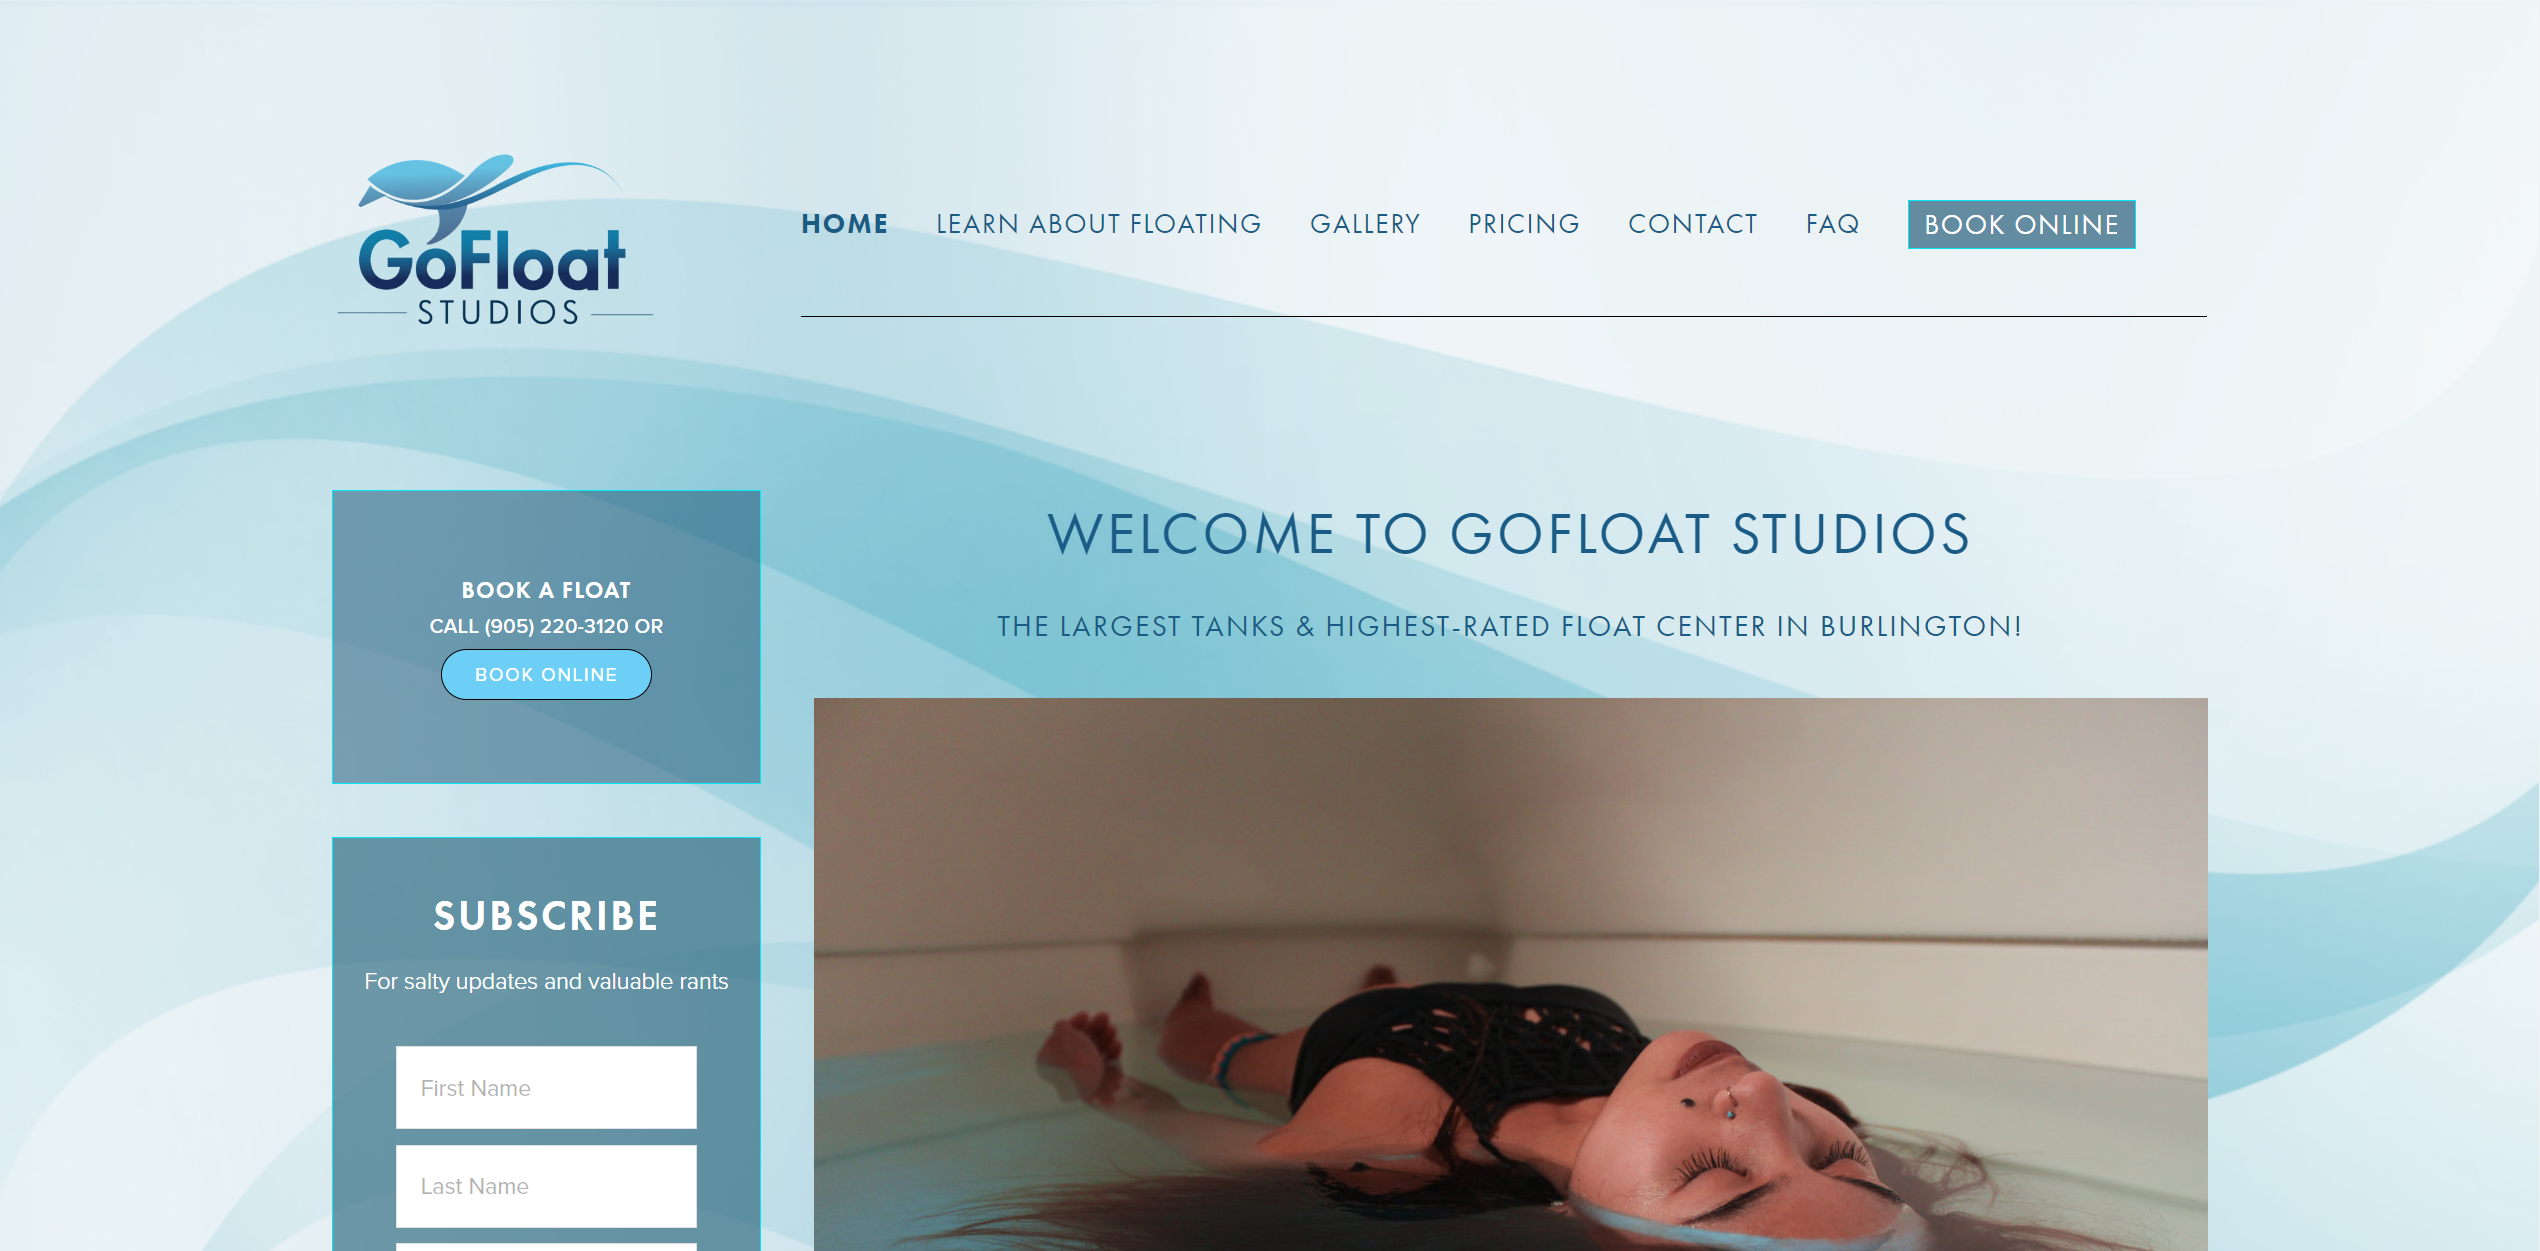 GoFloat
STUDIOS
HOME LEARN ABOUT FLOATING GALLERY PRICING CONTACT FAQ BOOK ONLINE
BOOK A FLOAT
CALL (905) 220-3120 OR
BOOK ONLINE
SUBSCRIBE
For salty updates and valuable rants
First Name
Last Name
WELCOME TO GOFLOAT STUDIOS
THE LARGEST TANKS & HIGHEST-RATED FLOAT CENTER IN BURLINGTON!